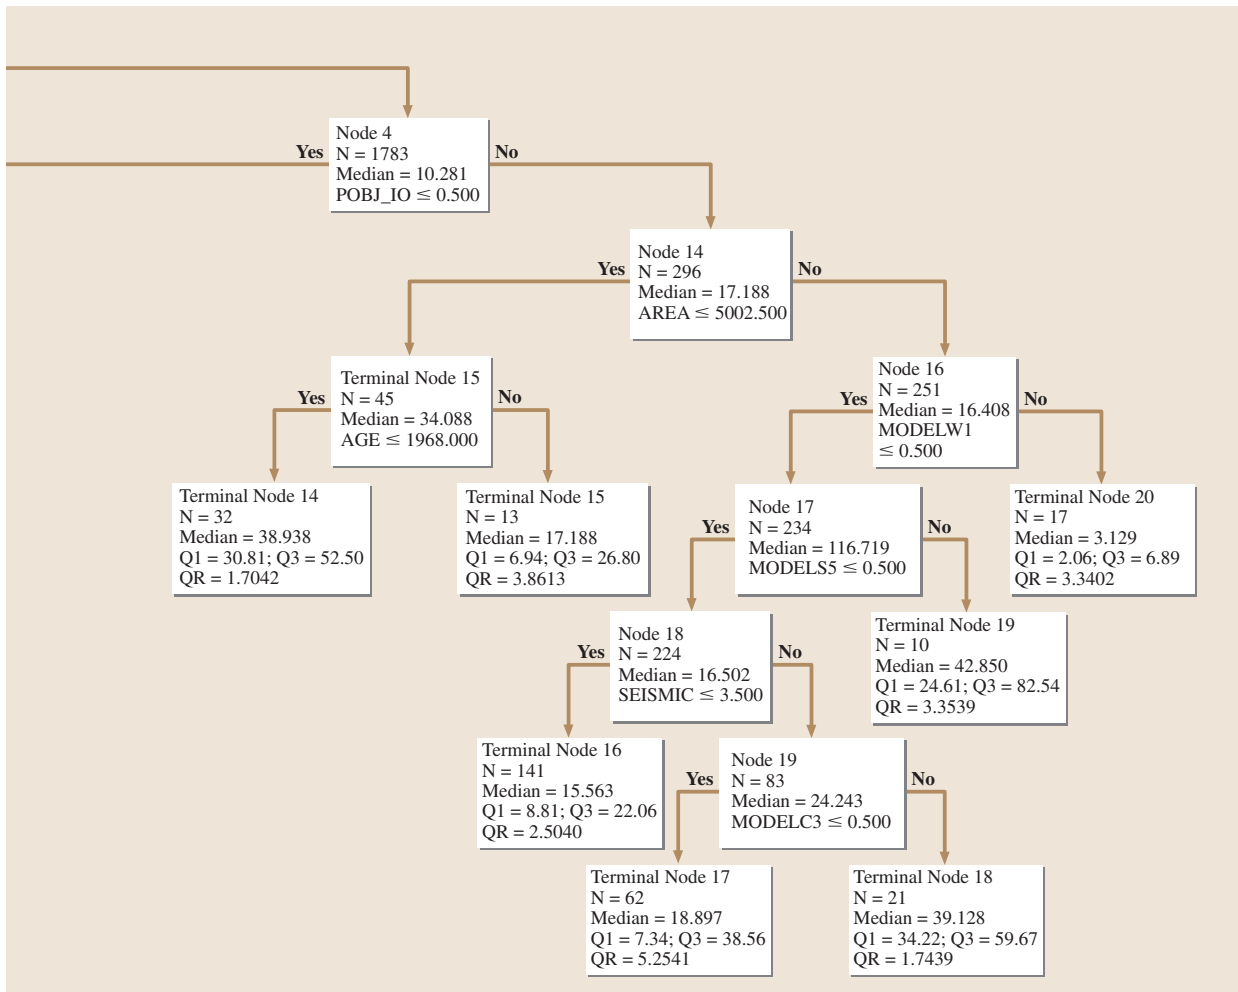 Node 4
N = 1783
Median = 10.281
POBJ_IO ≤ 0.500
Yes
No
Node 14
N = 296
Median = 17.188
AREA ≤ 5002.500
Yes
No
Terminal Node 15
N = 45
Median = 34.088
AGE ≤ 1968.000
Yes
No
Node 16
N = 251
Median = 16.408
MODELW1
≤ 0.500
Yes
No
Terminal Node 14
N = 32
Median = 38.938
Q1 = 30.81; Q3 = 52.50
QR = 1.7042
Terminal Node 15
N = 13
Median = 17.188
Q1 = 6.94; Q3 = 26.80
QR = 3.8613
Node 17
N = 234
Median = 116.719
MODELS5 ≤ 0.500
Yes
No
Terminal Node 20
N = 17
Median = 3.129
Q1 = 2.06; Q3 = 6.89
QR = 3.3402
Node 18
N = 224
Median = 16.502
SEISMIC ≤ 3.500
Yes
No
Terminal Node 19
N = 10
Median = 42.850
Q1 = 24.61; Q3 = 82.54
QR = 3.3539
Terminal Node 16
N = 141
Median = 15.563
Q1 = 8.81; Q3 = 22.06
QR = 2.5040
Node 19
N = 83
Median = 24.243
MODELC3 ≤ 0.500
Yes
No
Terminal Node 17
N = 62
Median = 18.897
Q1 = 7.34; Q3 = 38.56
QR = 5.2541
Terminal Node 18
N = 21
Median = 39.128
Q1 = 34.22; Q3 = 59.67
QR = 1.7439